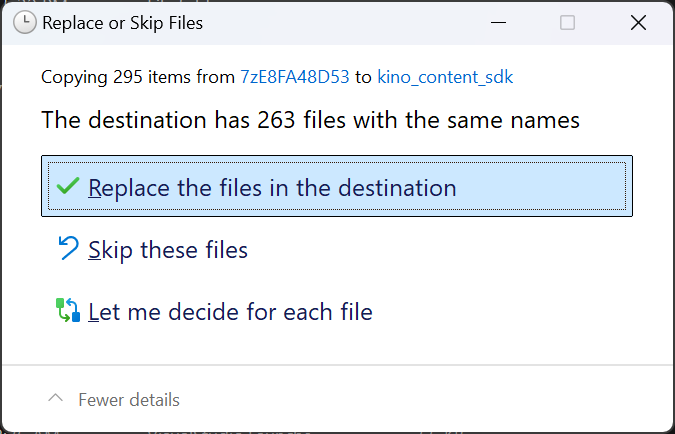 Replace or Skip Files
Copying 295 items from 7zE8FA48D53 to kino_content_sdk
The destination has 263 files with the same names
Replace the files in the destination
Skip these files
Let me decide for each file
Fewer details